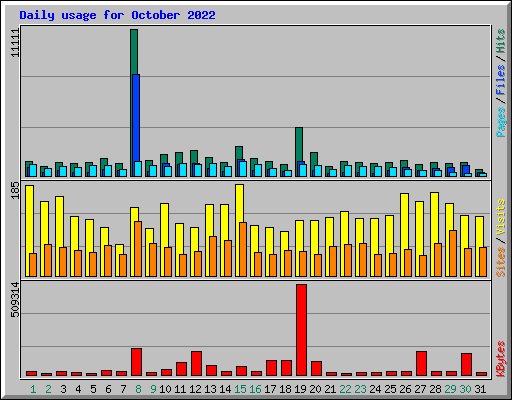 Daily usage for October 2022
11111
Pages / Files / Hits
185
Sites / Visits
509314
KBytes
1 2 3 4 5 6 7 8 9 10 11 12 13 14 15 16 17 18 19 20 21 22 23 24 25 26 27 28 29 30 31